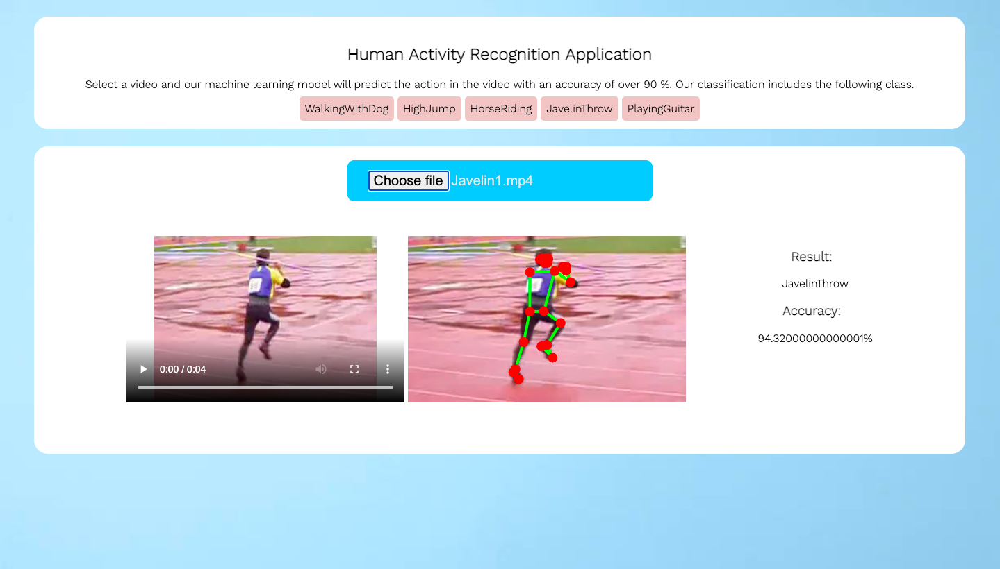 Human Activity Recognition Application
Select a video and our machine learning model will predict the action in the video with an accuracy of over 90 %. Our classification includes the following class.
WalkingWithDog HighJump HorseRiding JavelinThrow PlayingGuitar
Choose file Javelin1.mp4
Result:
JavelinThrow
Accuracy:
94.32000000000001%
0:00 / 0:04